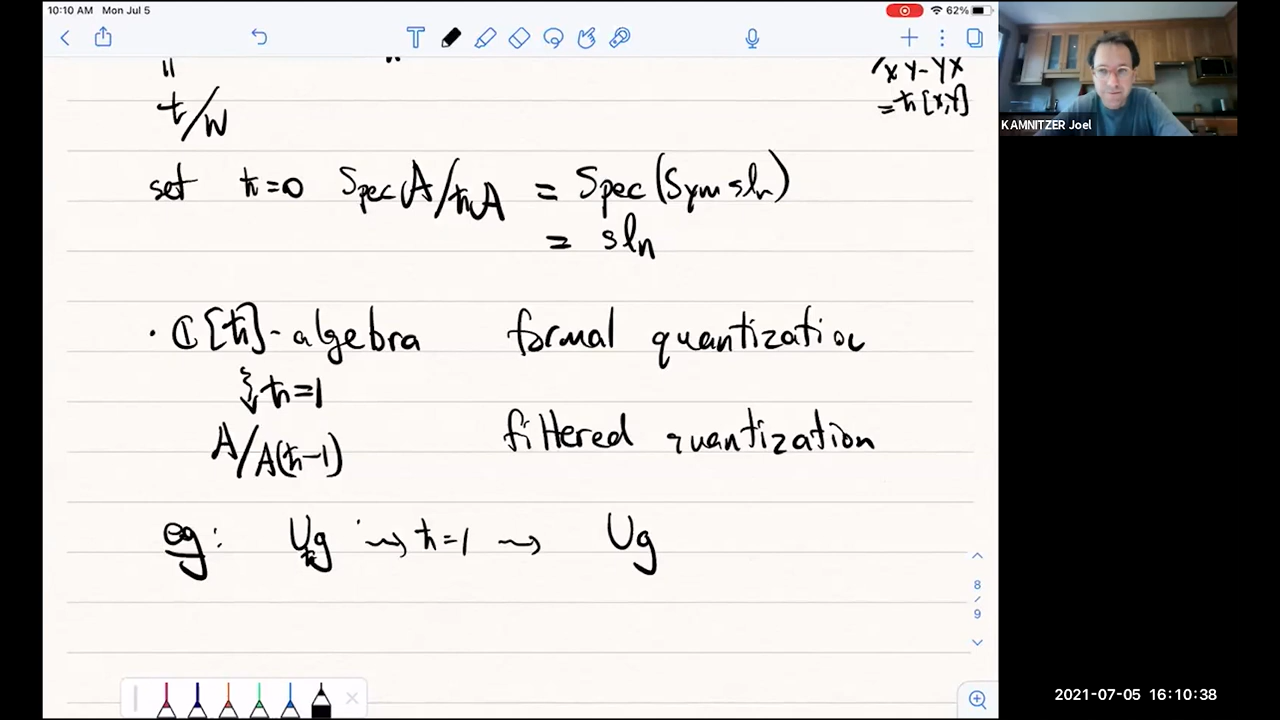 10:10 AM Mon Jul 5
62%
T
"
t/W
xy-yx
=ħ[x,y]
KAMNITZER Joel
set ħ=0 Spec A/ħA = Spec(Sym sln)
= sln
· ℂ[ħ]-algebra formal quantization
ħ=1
A/A(ħ-1) filtered quantization
eg: Uħg ⇝ ħ=1 ⇝ Ug
8
9
2021-07-05 16:10:38